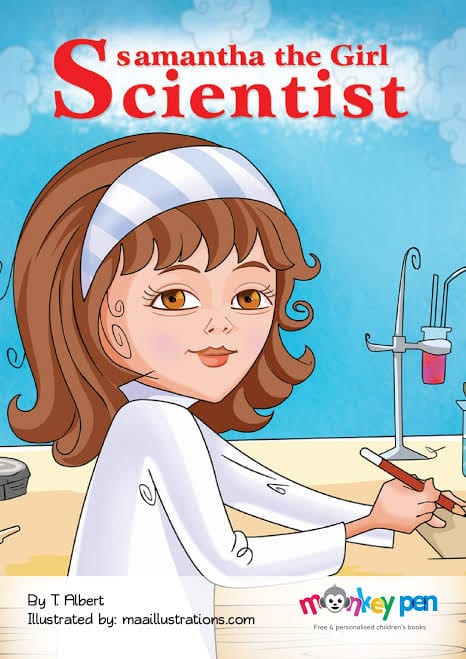 samantha the Girl
Scientist
By T. Albert
Illustrated by: maaillustrations.com
monkey pen
Free & personalised children's books